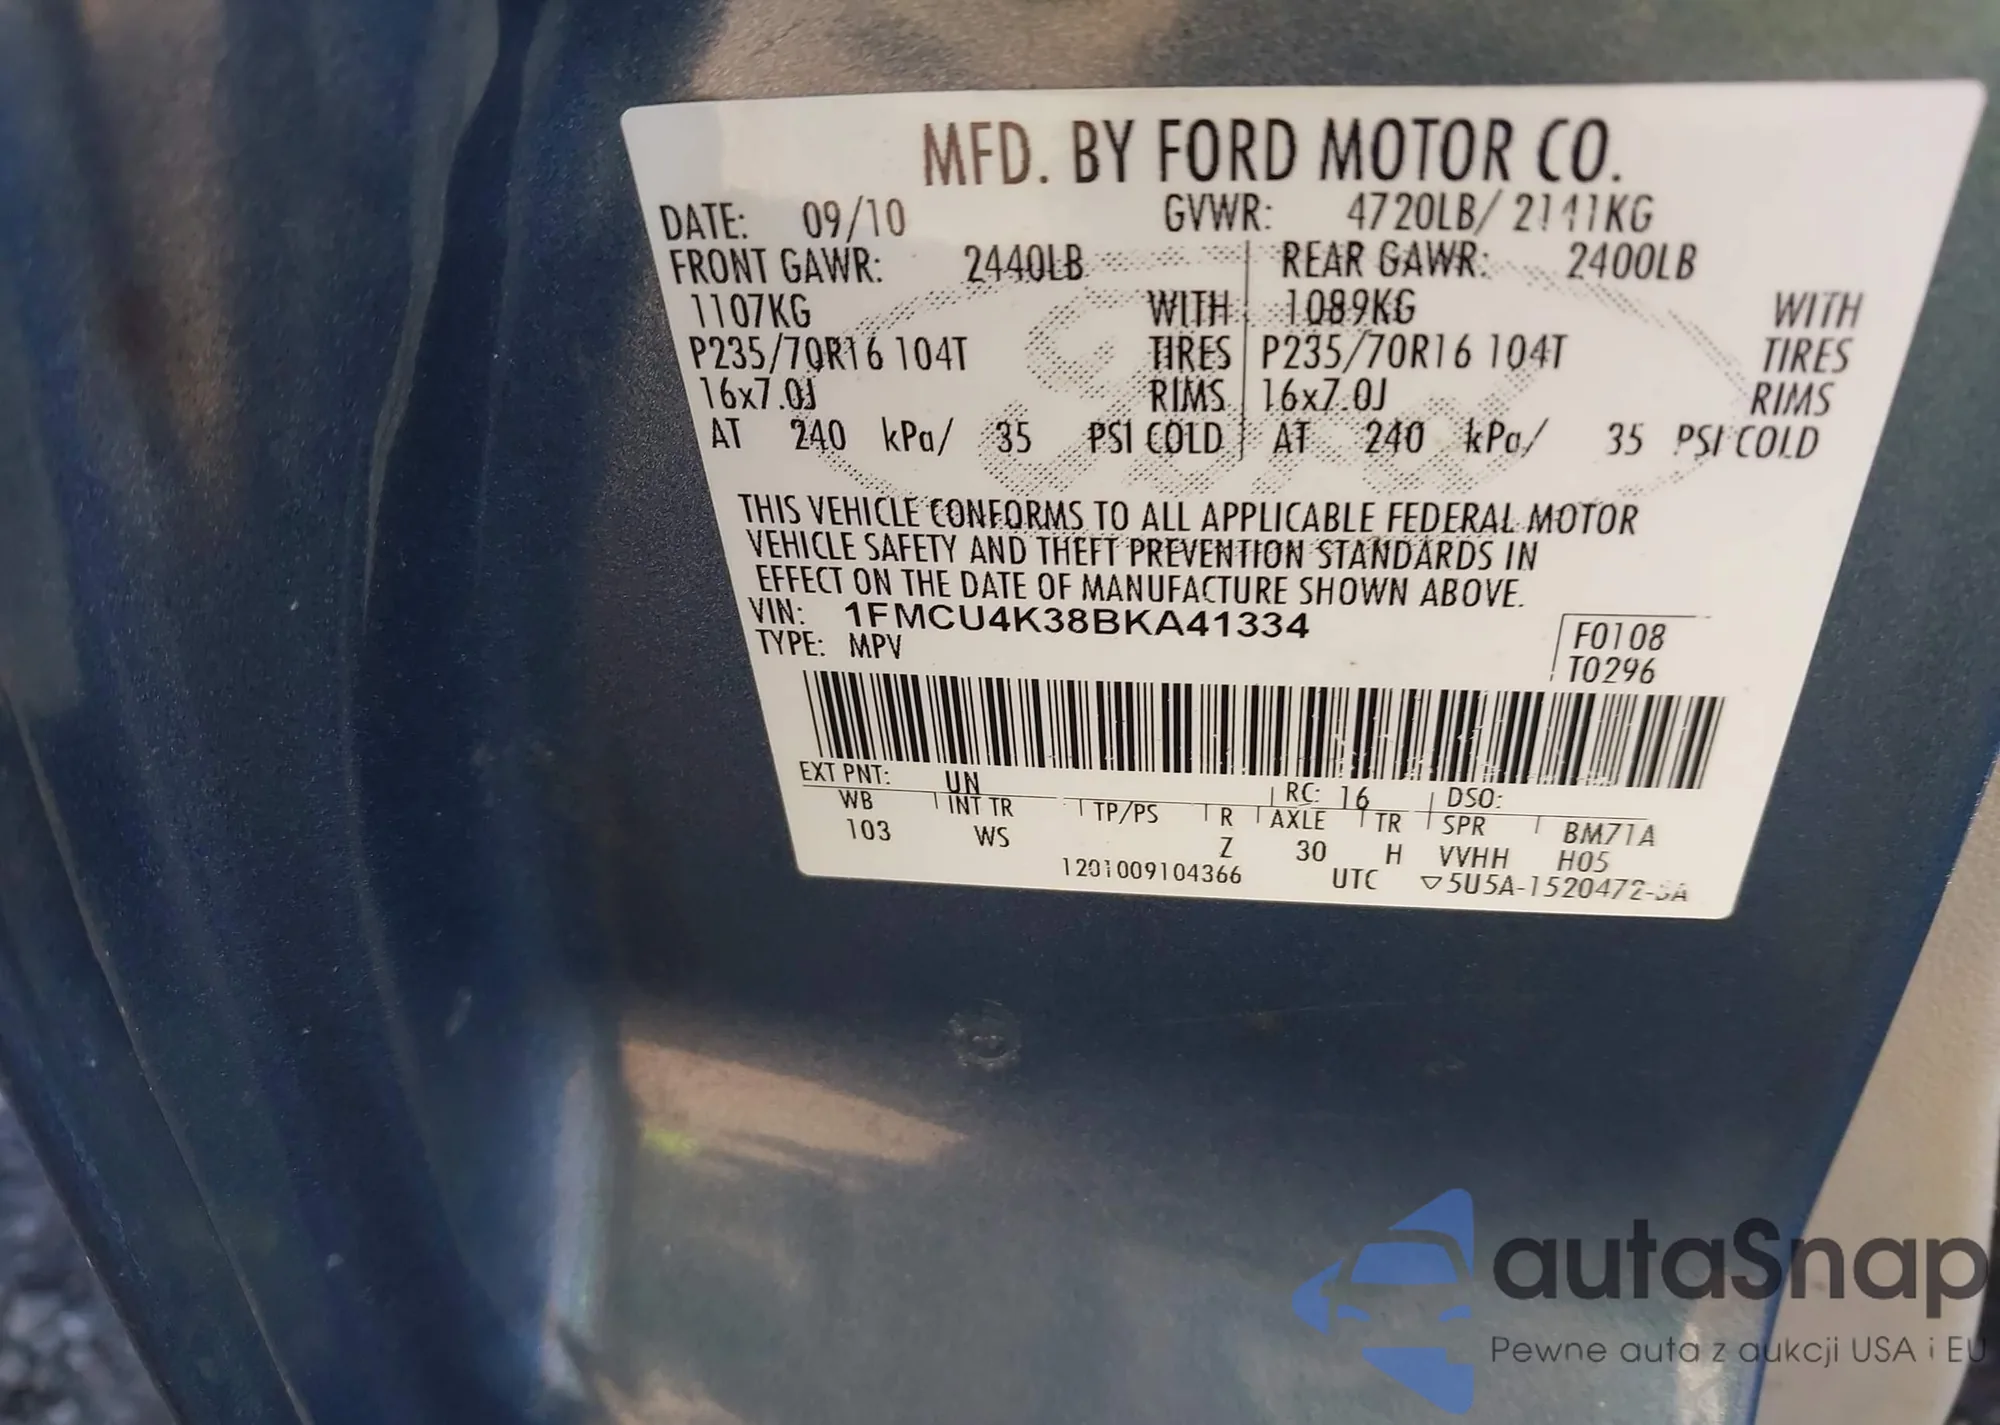 MFD. BY FORD MOTOR CO.
DATE: 09/10 GVWR: 4720LB/ 2141KG
FRONT GAWR: 2440LB REAR GAWR: 2400LB
1107KG WITH 1089KG WITH
P235/70R16 104T TIRES P235/70R16 104T TIRES
16x7.0J RIMS 16x7.0J RIMS
AT 240 kPa/ 35 PSI COLD AT 240 kPa/ 35 PSI COLD
THIS VEHICLE CONFORMS TO ALL APPLICABLE FEDERAL MOTOR
VEHICLE SAFETY AND THEFT PREVENTION STANDARDS IN
EFFECT ON THE DATE OF MANUFACTURE SHOWN ABOVE.
VIN: 1FMCU4K38BKA41334
TYPE: MPV
F0108
T0296
EXT PNT: UN RC: 16 DSO:
WB INT TR TP/PS R AXLE TR SPR BM71A
103 WS Z 30 H VVHH H05
1201009104366 UTC ▽5U5A-1520472-
autaSnap
Pewne auta z aukcji USA i EU